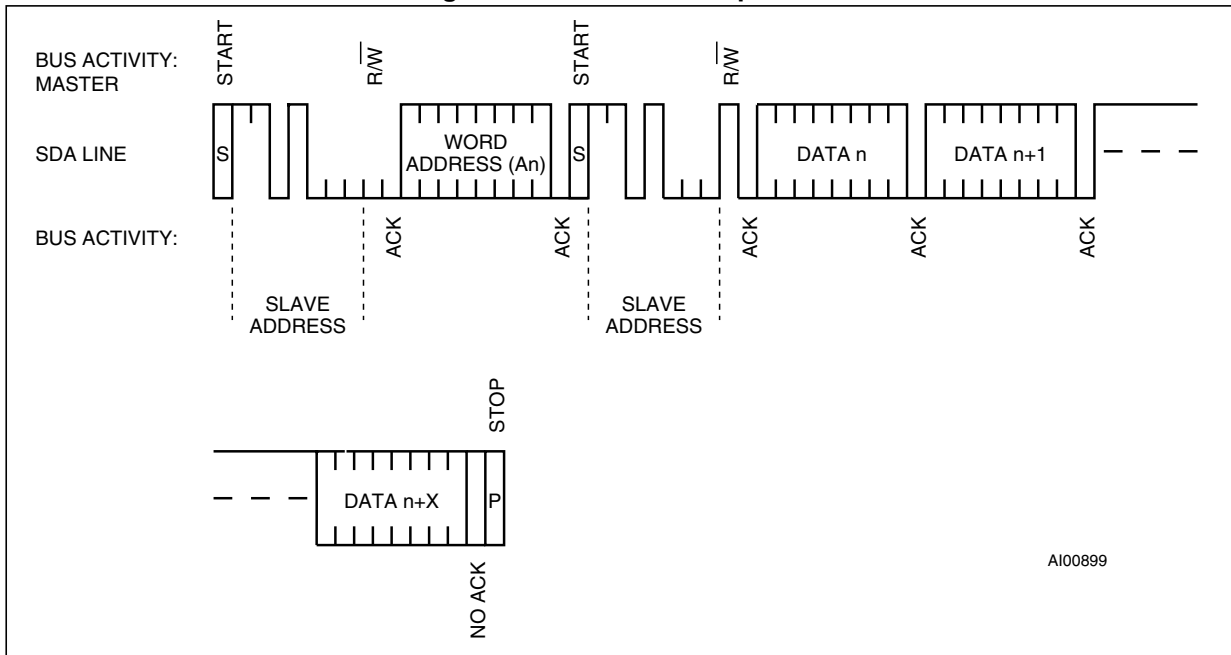 BUS ACTIVITY:
MASTER
START
R/W
START
R/W
SDA LINE
S
WORD
ADDRESS (An)
S
DATA n
DATA n+1
BUS ACTIVITY:
ACK
ACK
ACK
ACK
ACK
SLAVE
ADDRESS
SLAVE
ADDRESS
STOP
DATA n+X
P
NO ACK
AI00899